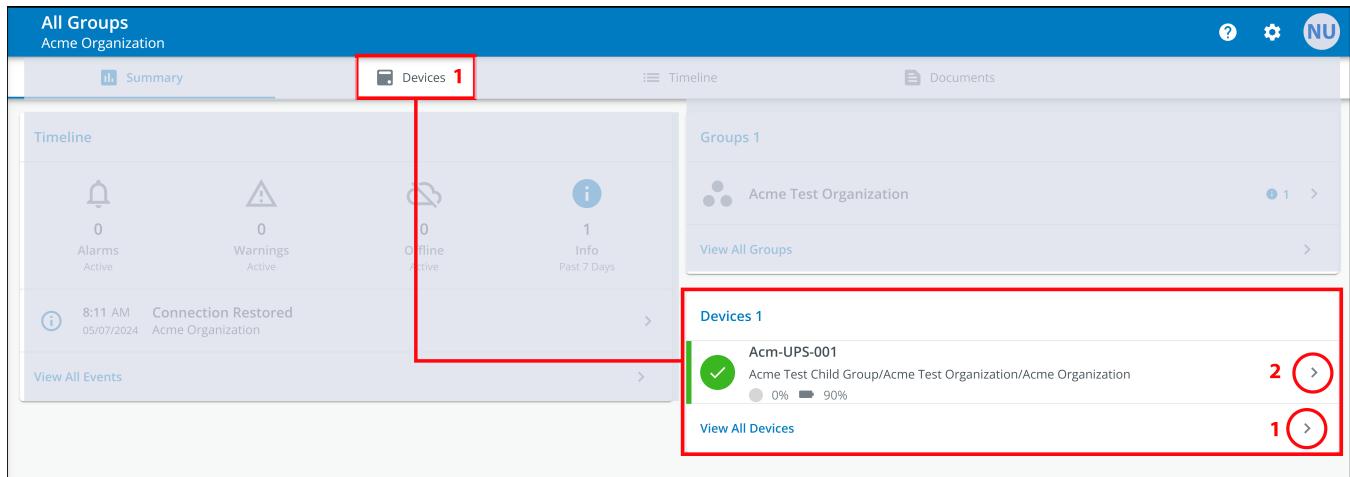 All Groups
Acme Organization
NU
Summary
Devices 1
Timeline
Documents
Timeline
0
Alarms
Active
0
Warnings
Active
0
Offline
Active
1
Info
Past 7 Days
8:11 AM Connection Restored
05/07/2024 Acme Organization
View All Events
Groups 1
Acme Test Organization
1
View All Groups
Devices 1
Acm-UPS-001
Acme Test Child Group/Acme Test Organization/Acme Organization
0% 90%
2
View All Devices
1